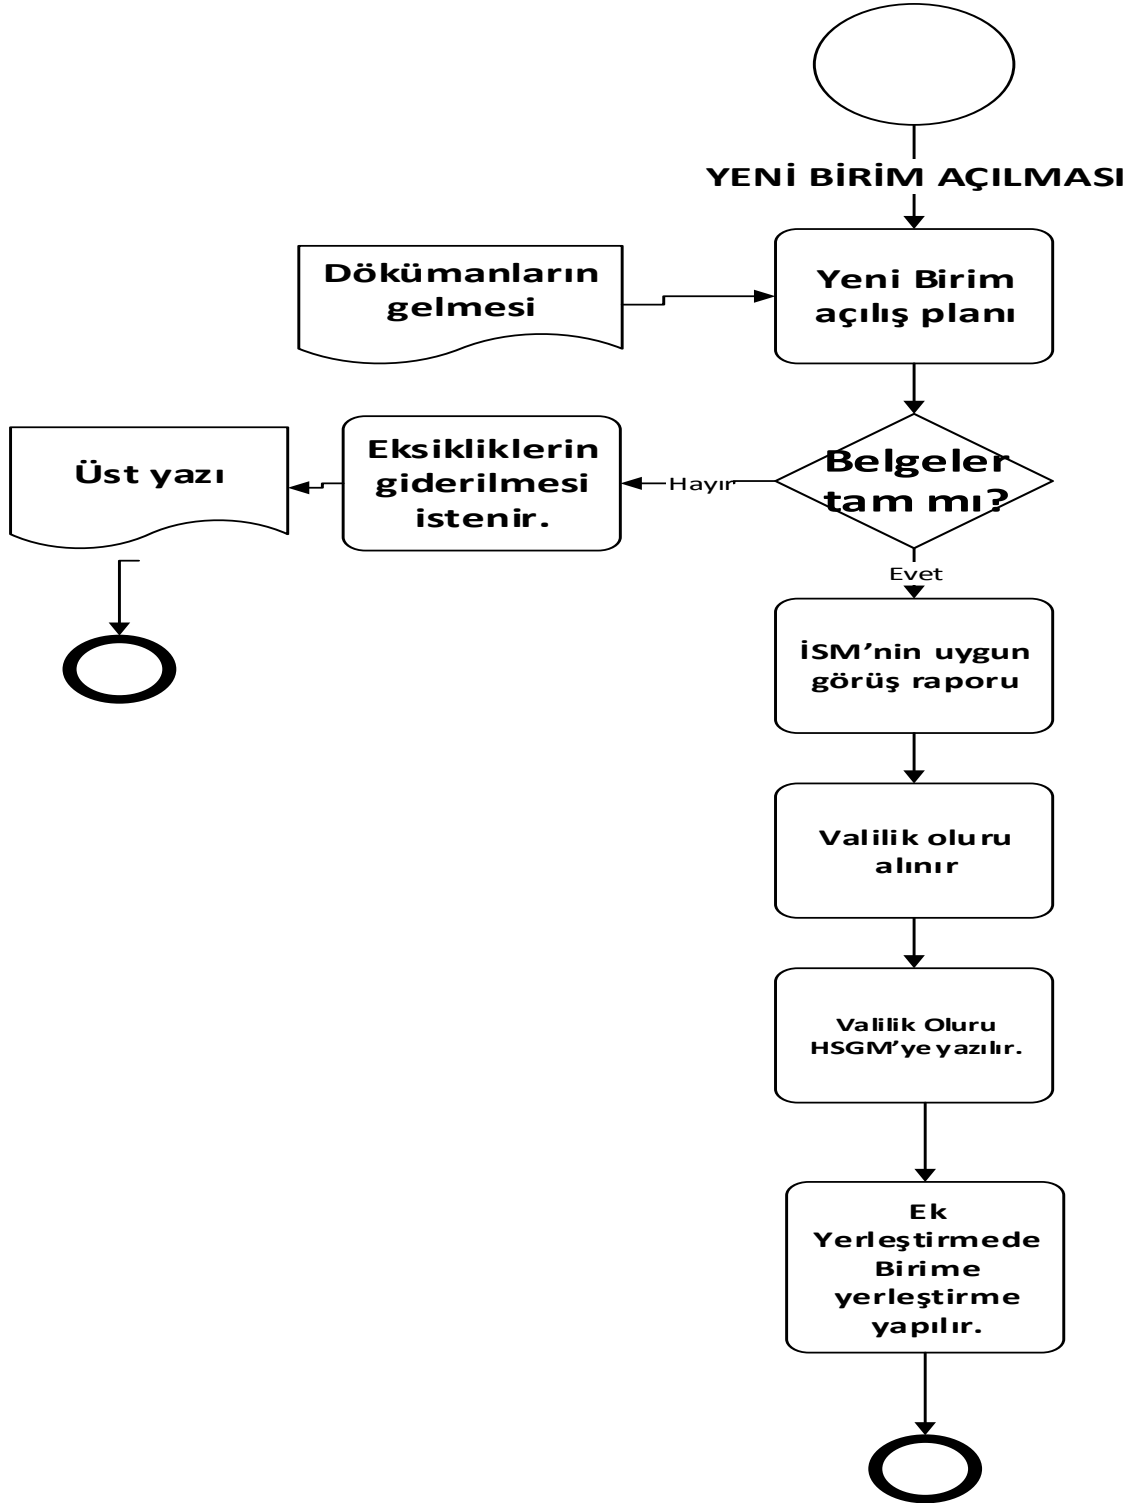 YENİ BİRİM AÇILMASI
Dökümanların
gelmesi
Yeni Birim
açılış planı
Üst yazı
Eksikliklerin
giderilmesi
istenir.
Hayır
Belgeler
tam mı?
Evet
İSM’nin uygun
görüş raporu
Valilik oluru
alınır
Valilik Oluru
HSGM’ye yazılır.
Ek
Yerleştirmede
Birime
yerleştirme
yapılır.